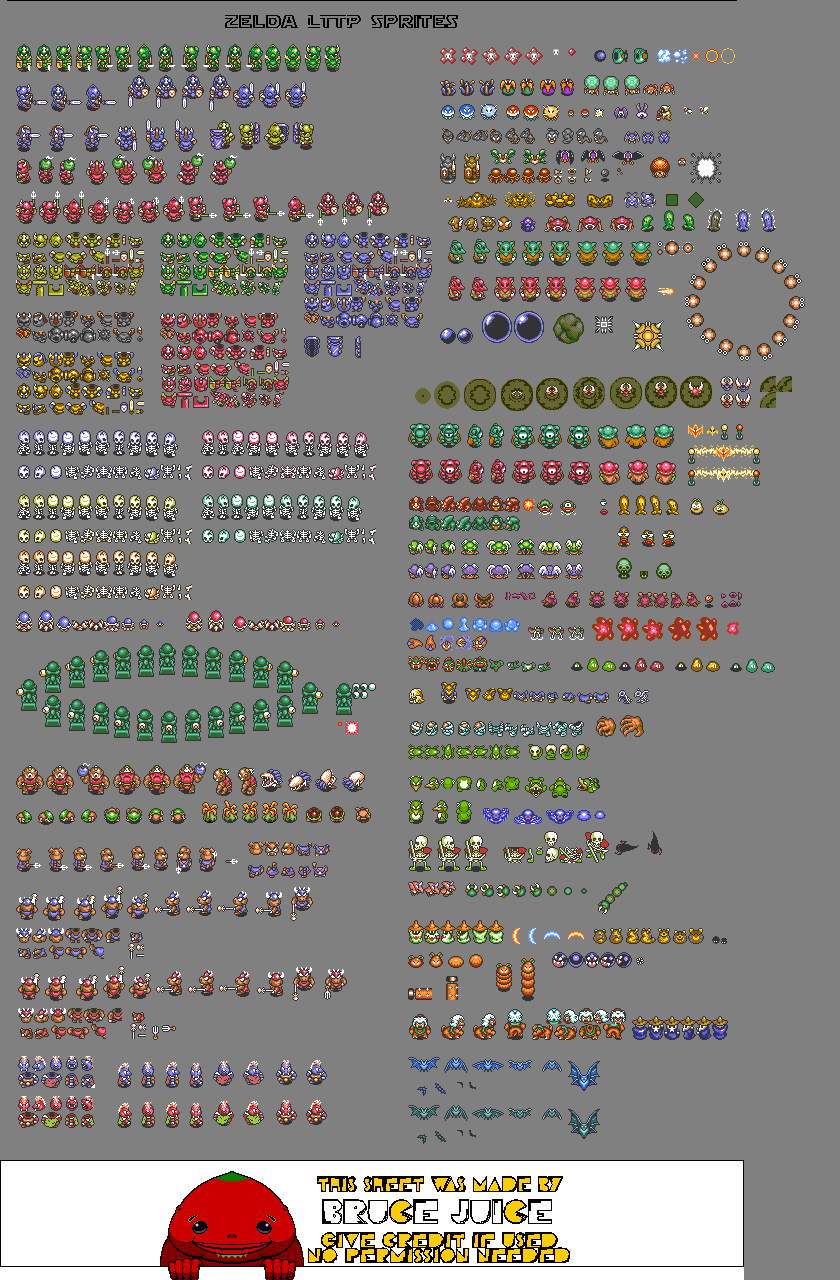 ZELDA LTTP SPRITES
THIS SHEET WAS MADE BY
BRUCE JUICE
GIVE CREDIT IF USED
NO PERMISSION NEEDED